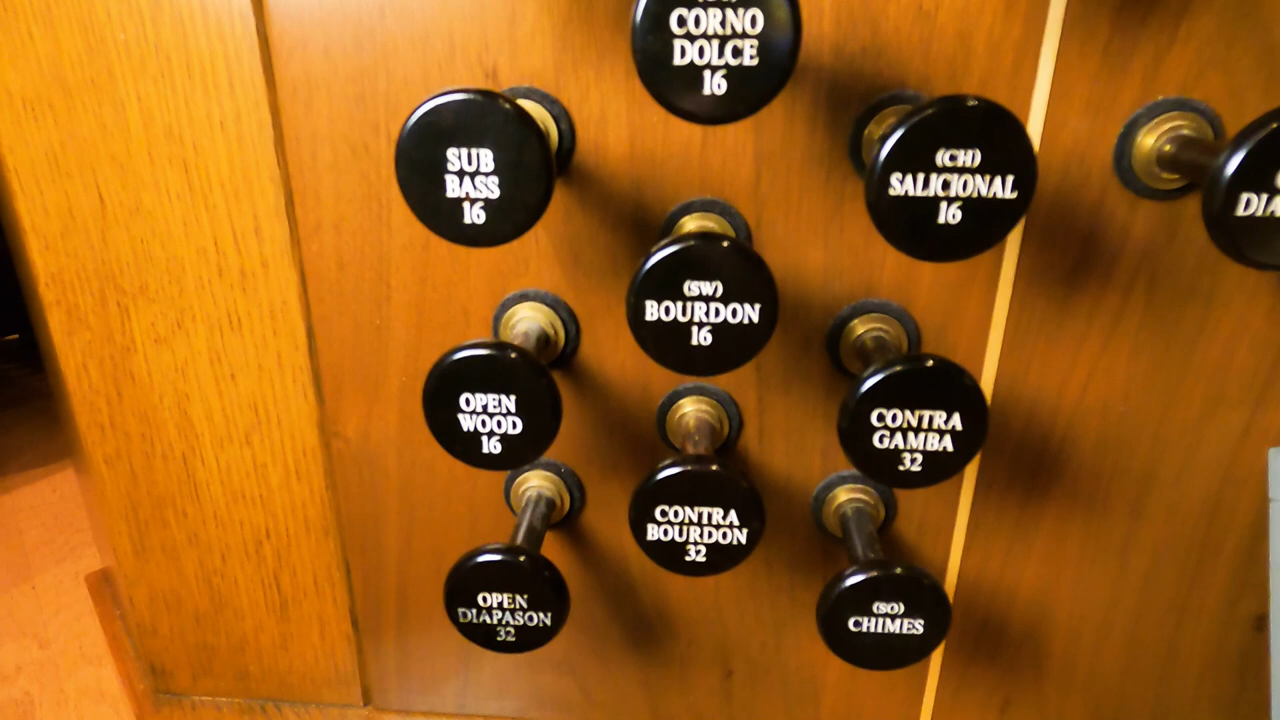 CORNO
DOLCE
16
SUB
BASS
16
(CH)
SALICIONAL
16
(SW)
BOURDON
16
OPEN
WOOD
16
CONTRA
GAMBA
32
CONTRA
BOURDON
32
OPEN
DIAPASON
32
(SO)
CHIMES